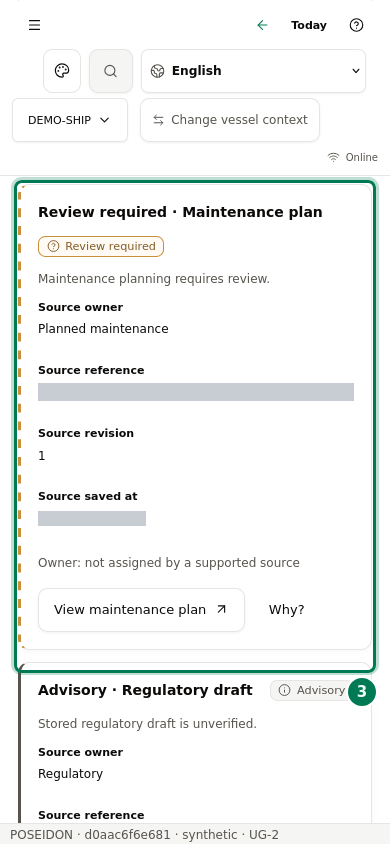 Today
English
DEMO-SHIP
Change vessel context
Online
Review required · Maintenance plan
Review required
Maintenance planning requires review.
Source owner
Planned maintenance
Source reference
Source revision
1
Source saved at
Owner: not assigned by a supported source
View maintenance plan
Why?
Advisory · Regulatory draft
Advisory
3
Stored regulatory draft is unverified.
Source owner
Regulatory
Source reference
POSEIDON · d0aac6f6e681 · synthetic · UG-2